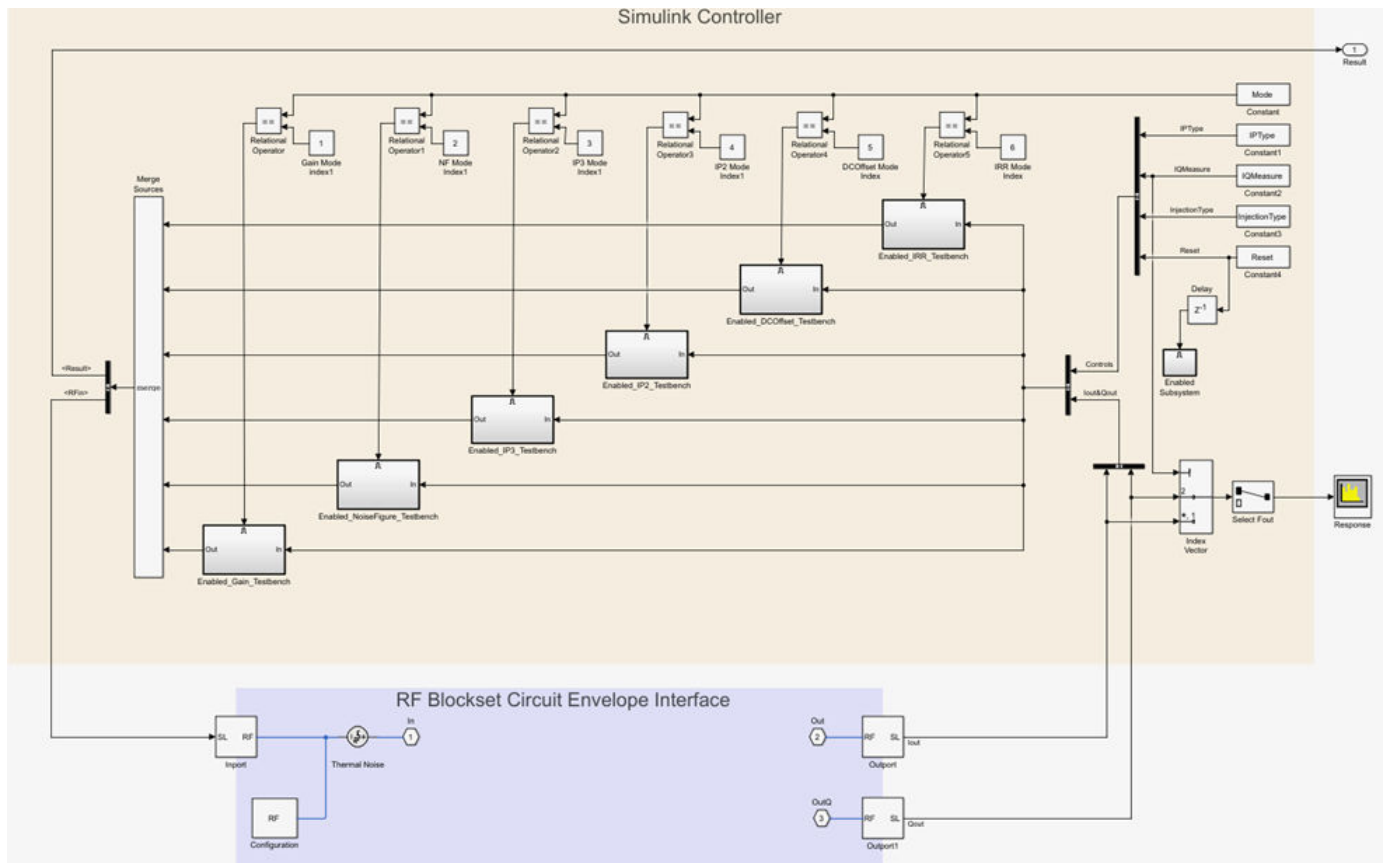 Simulink Controller
1
Result
Mode
Constant
==
Relational
Operator
1
Gain Mode
Index1
==
Relational
Operator1
2
NF Mode
Index1
==
Relational
Operator2
3
IP3 Mode
Index1
==
Relational
Operator3
4
IP2 Mode
Index1
==
Relational
Operator4
5
DCOffset Mode
Index
==
Relational
Operator5
6
IRR Mode
Index
IPType
IPType
Constant1
IQMeasure
IQMeasure
Constant2
InjectionType
InjectionType
Constant3
Reset
Reset
Constant4
Merge
Sources
merge
Out
In
Enabled_IRR_Testbench
Out
In
Enabled_DCOffset_Testbench
Out
In
Enabled_IP2_Testbench
Out
In
Enabled_IP3_Testbench
Out
In
Enabled_NoiseFigure_Testbench
Out
In
Enabled_Gain_Testbench
Delay
Z-1
Enabled
Subsystem
<Result>
<RFin>
Controls
Iout&Qout
2
*, 1
Index
Vector
Select Fout
Response
RF Blockset Circuit Envelope Interface
SL RF
Inport
Thermal Noise
In
1
RF
Configuration
Out
2
RF SL
Outport
Iout
OutQ
3
RF SL
Outport1
Qout